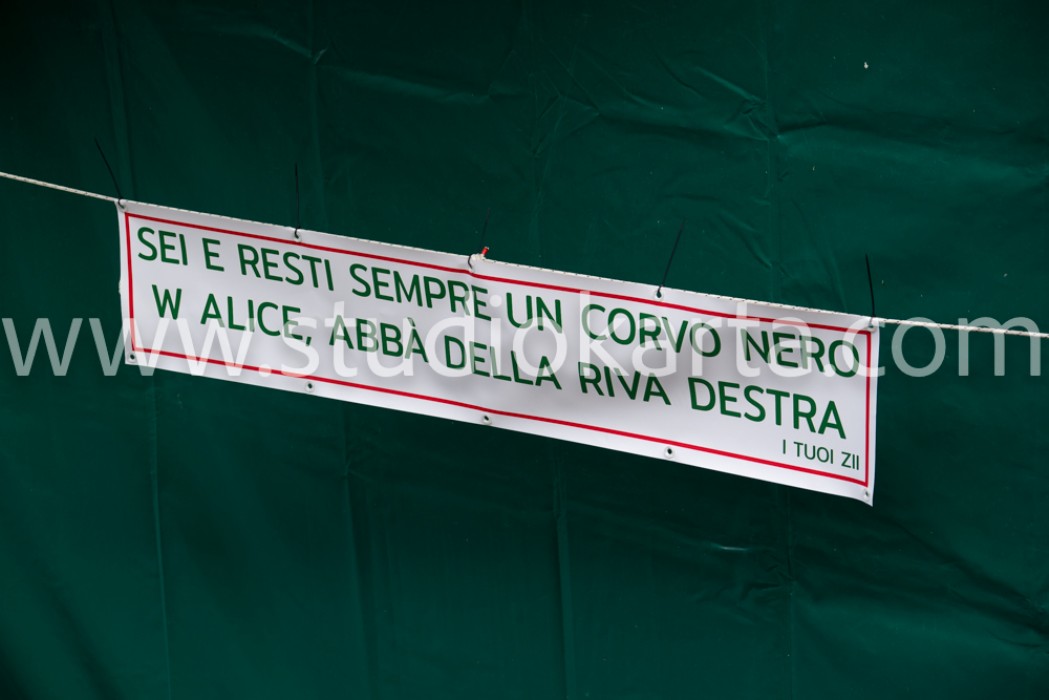 SEI E RESTI SEMPRE UN CORVO NERO
W ALICE, ABBÀ DELLA RIVA DESTRA
I TUOI ZII
www.studiokarta.com